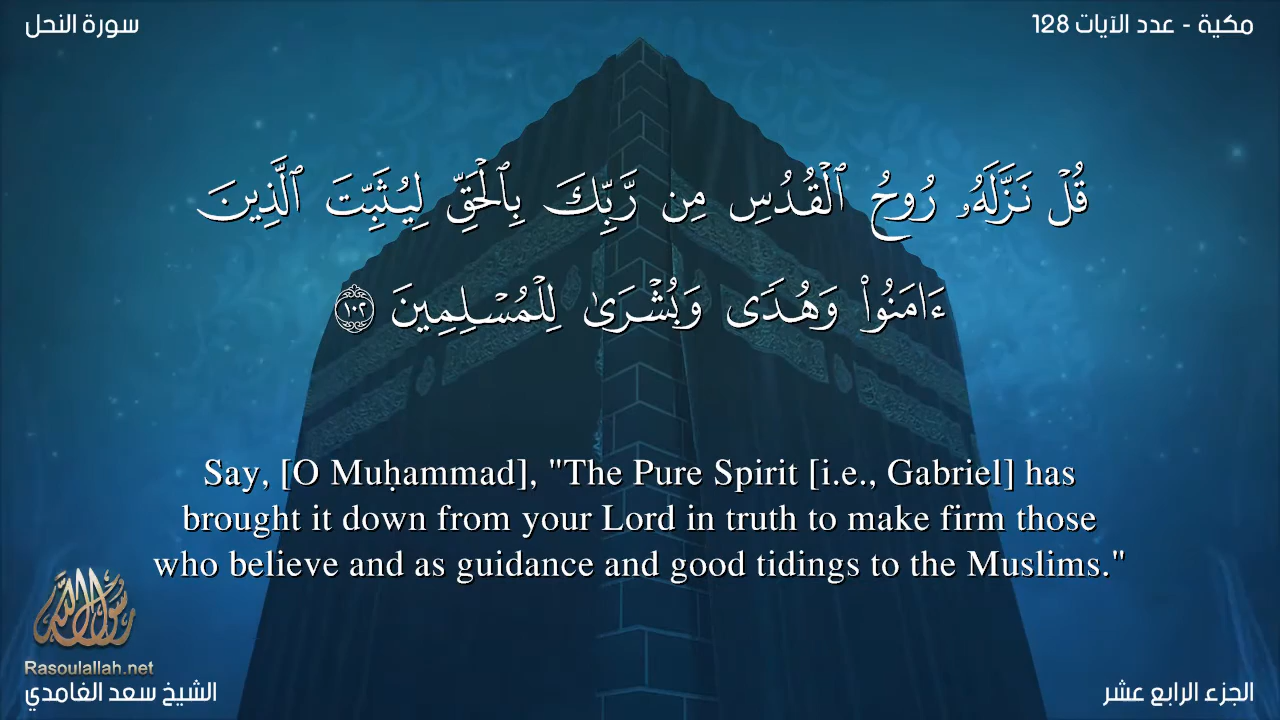 مكية - عدد الآيات 128
سورة النحل
قُلْ نَزَّلَهُۥ رُوحُ ٱلْقُدُسِ مِن رَّبِّكَ بِٱلْحَقِّ لِيُثَبِّتَ ٱلَّذِينَ
ءَامَنُوا۟ وَهُدًى وَبُشْرَىٰ لِلْمُسْلِمِينَ ١٠٢
Say, [O Muḥammad], "The Pure Spirit [i.e., Gabriel] has
brought it down from your Lord in truth to make firm those
who believe and as guidance and good tidings to the Muslims."
رسول الله
Rasoulallah.net
الجزء الرابع عشر
الشيخ سعد الغامدي